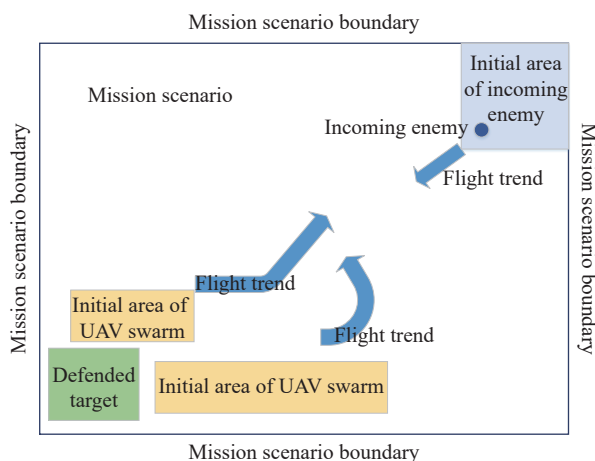 Mission scenario boundary
Mission scenario boundary
Mission scenario
Initial area
of incoming
enemy
Incoming enemy
Flight trend
Mission scenario boundary
Flight trend
Initial area of
UAV swarm
Flight trend
Defended
target
Initial area of UAV swarm
Mission scenario boundary